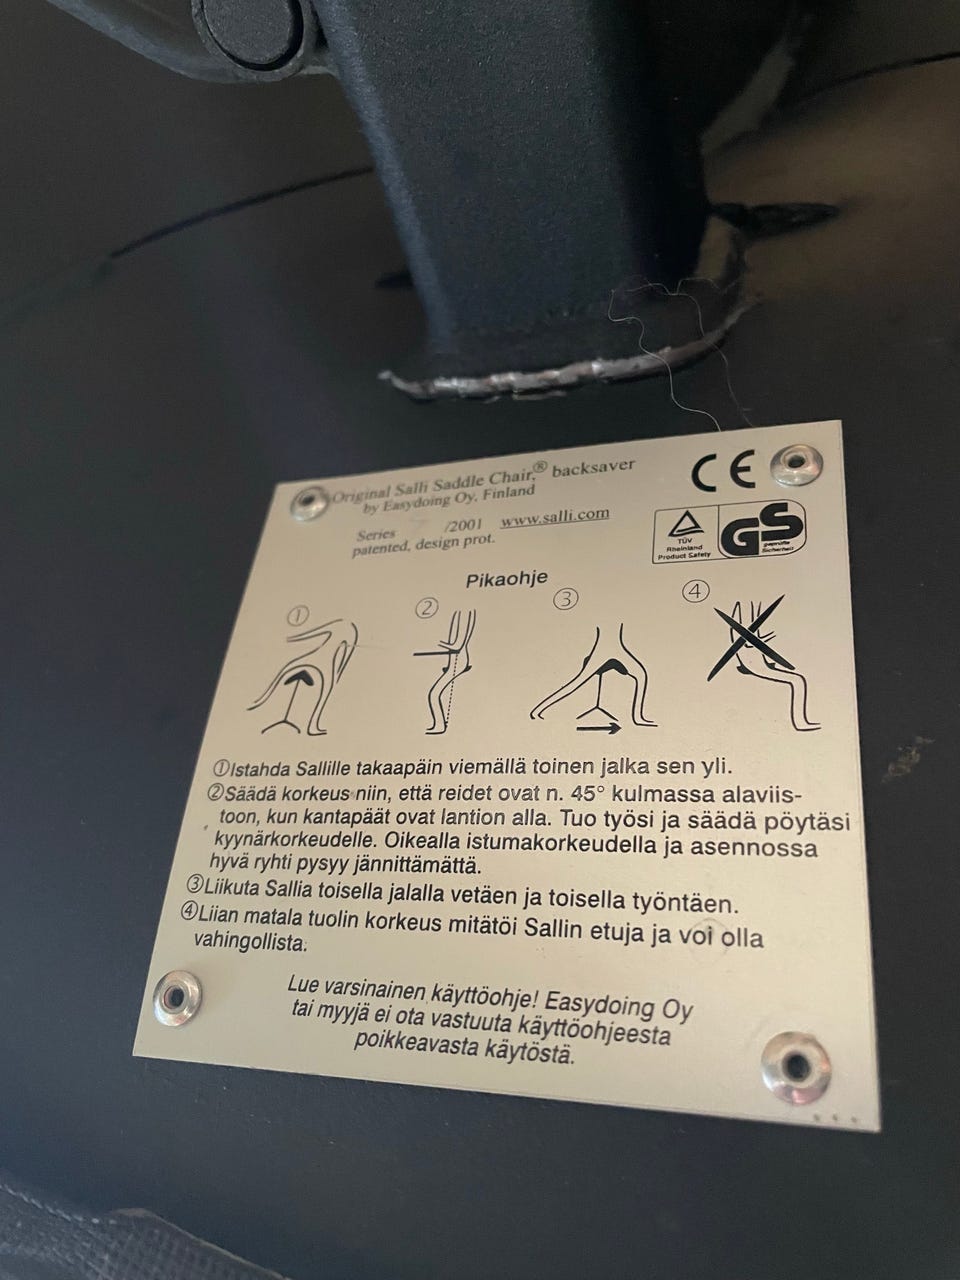 Original Salli Saddle Chair,® backsaver
by Easydoing Oy, Finland
Series 7 /2001 www.salli.com
patented, design prot.
CE
TÜV
Rheinland
Product Safety
GS
geprüfte
Sicherheit
Pikaohje
① ② ③ ④
①Istahda Sallille takaapäin viemällä toinen jalka sen yli.
②Säädä korkeus niin, että reidet ovat n. 45° kulmassa alaviis-
toon, kun kantapäät ovat lantion alla. Tuo työsi ja säädä pöytäsi
kyynärkorkeudelle. Oikealla istumakorkeudella ja asennossa
hyvä ryhti pysyy jännittämättä.
③Liikuta Sallia toisella jalalla vetäen ja toisella työntäen.
④Liian matala tuolin korkeus mitätöi Sallin etuja ja voi olla
vahingollista.
Lue varsinainen käyttöohje! Easydoing Oy
tai myyjä ei ota vastuuta käyttöohjeesta
poikkeavasta käytöstä.